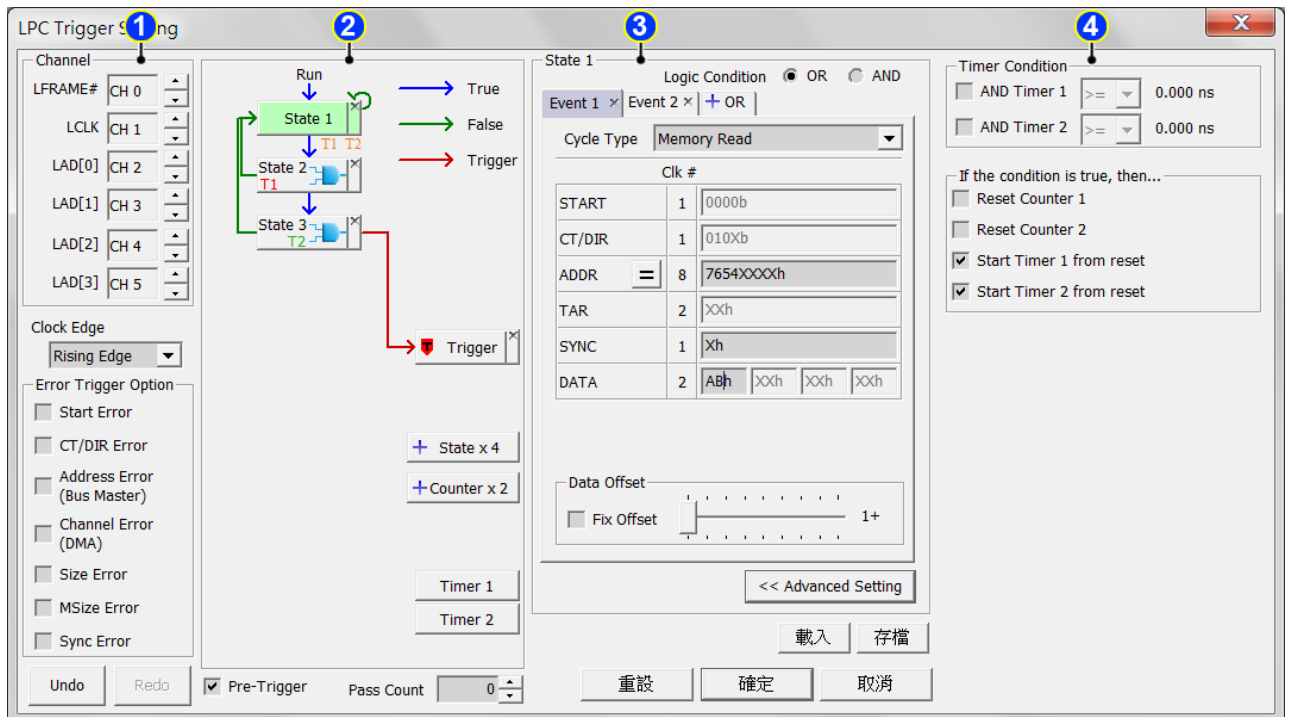 LPC Trigger S ng
1
2
3
4
X
Channel
LFRAME# CH 0
LCLK CH 1
LAD[0] CH 2
LAD[1] CH 3
LAD[2] CH 4
LAD[3] CH 5
Clock Edge
Rising Edge
Error Trigger Option
Start Error
CT/DIR Error
Address Error
(Bus Master)
Channel Error
(DMA)
Size Error
MSize Error
Sync Error
Undo Redo
Run
True
False
Trigger
State 1
T1 T2
State 2
T1
State 3
T2
T Trigger
+ State x 4
+ Counter x 2
Timer 1
Timer 2
Pre-Trigger Pass Count 0
State 1
Logic Condition OR AND
Event 1 × Event 2 × + OR
Cycle Type Memory Read
Clk #
START 1 0000b
CT/DIR 1 010Xb
ADDR = 8 7654XXXXh
TAR 2 XXh
SYNC 1 Xh
DATA 2 ABh XXh XXh XXh
Data Offset
Fix Offset 1+
<< Advanced Setting
載入 存檔
重設 確定 取消
Timer Condition
AND Timer 1 >= 0.000 ns
AND Timer 2 >= 0.000 ns
If the condition is true, then...
Reset Counter 1
Reset Counter 2
Start Timer 1 from reset
Start Timer 2 from reset